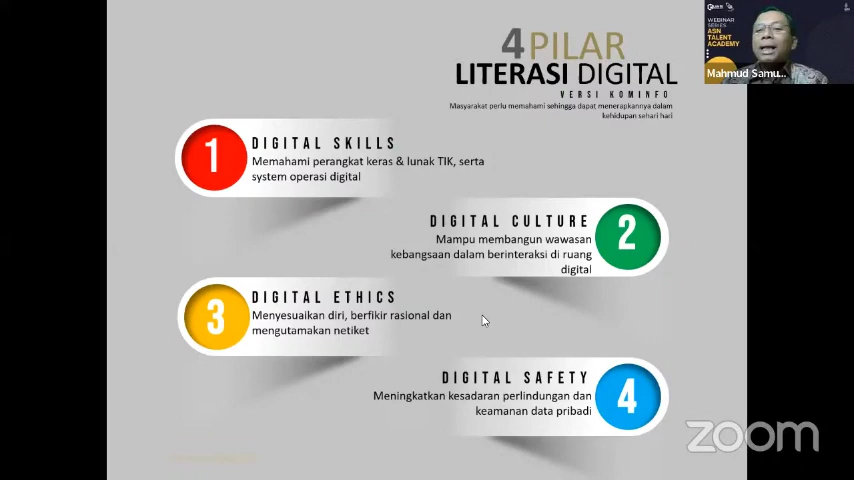 4 PILAR
LITERASI DIGITAL
VERSI KOMINFO
Masyarakat perlu memahami sehingga dapat menerapkannya dalam
kehidupan sehari hari
1
DIGITAL SKILLS
Memahami perangkat keras & lunak TIK, serta
system operasi digital
DIGITAL CULTURE
2
Mampu membangun wawasan
kebangsaan dalam berinteraksi di ruang
digital
3
DIGITAL ETHICS
Menyesuaikan diri, berfikir rasional dan
mengutamakan netiket
DIGITAL SAFETY
4
Meningkatkan kesadaran perlindungan dan
keamanan data pribadi
WEBINAR
SERIES
ASN
TALENT
ACADEMY
Mahmud Samu...
zoom